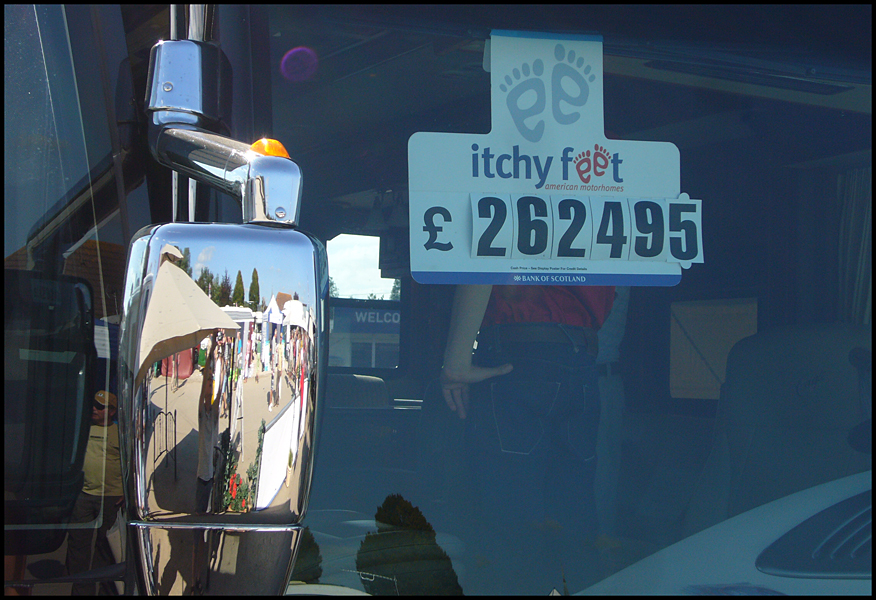 itchy feet
american motorhomes
£ 262495
BANK OF SCOTLAND
WELCO